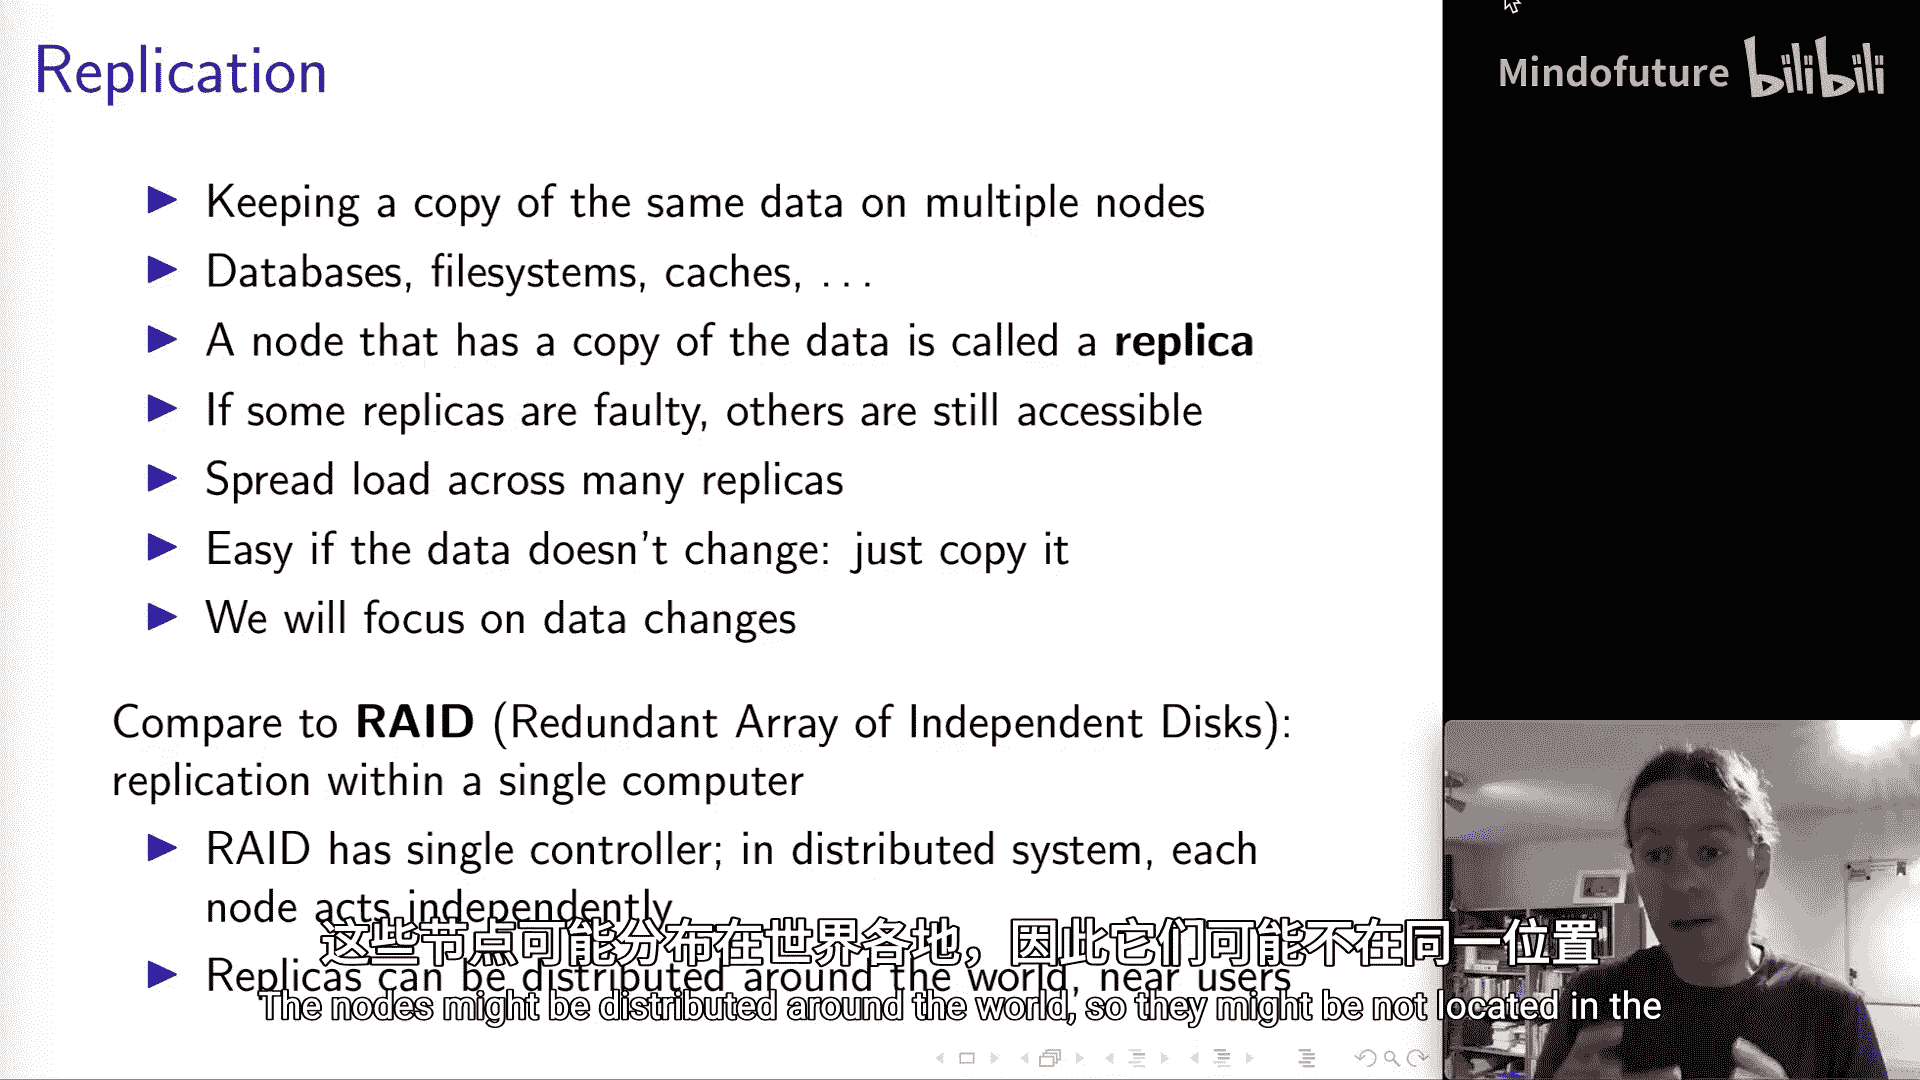 Replication
Mindofuture bilibili
Keeping a copy of the same data on multiple nodes
Databases, filesystems, caches, ...
A node that has a copy of the data is called a replica
If some replicas are faulty, others are still accessible
Spread load across many replicas
Easy if the data doesn't change: just copy it
We will focus on data changes
Compare to RAID (Redundant Array of Independent Disks):
replication within a single computer
RAID has single controller; in distributed system, each
node acts independently
Replicas can be distributed around the world, near users
这些节点可能分布在世界各地，因此它们可能不在同一位置
The nodes might be distributed around the world, so they might be not located in the